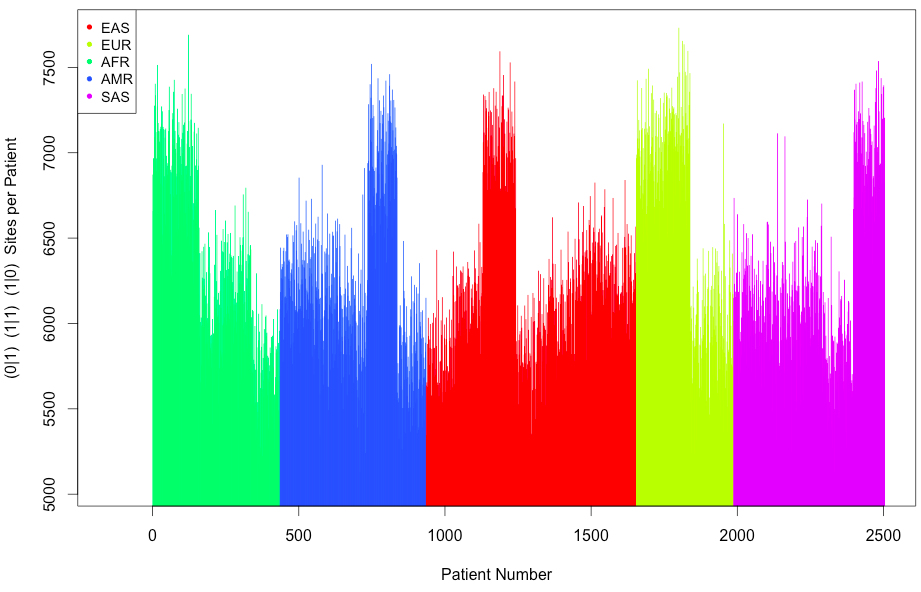 EAS
EUR
AFR
AMR
SAS
(0|1) (1|1) (1|0) Sites per Patient
7500
7000
6500
6000
5500
5000
0 500 1000 1500 2000 2500
Patient Number